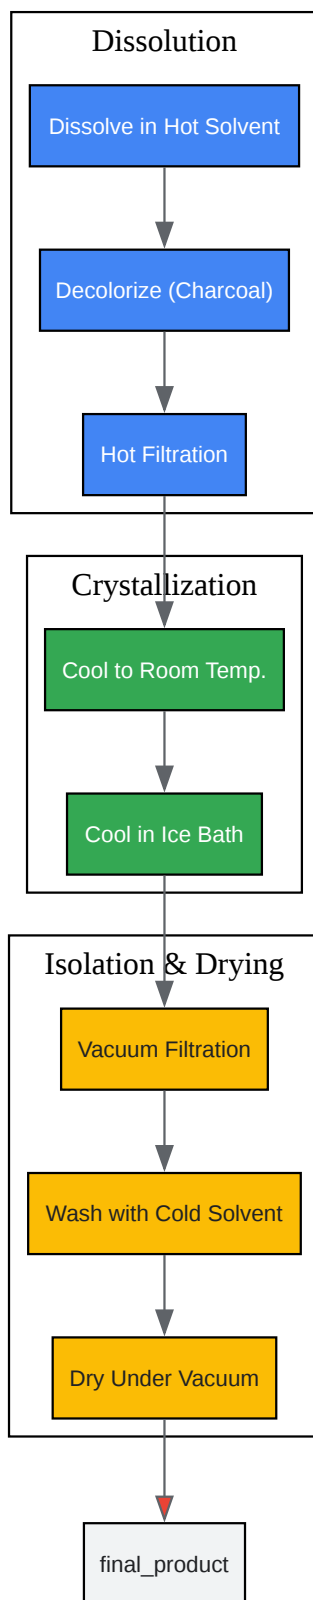 Dissolution
Dissolve in Hot Solvent
Decolorize (Charcoal)
Hot Filtration
Crystallization
Cool to Room Temp.
Cool in Ice Bath
Isolation & Drying
Vacuum Filtration
Wash with Cold Solvent
Dry Under Vacuum
final_product